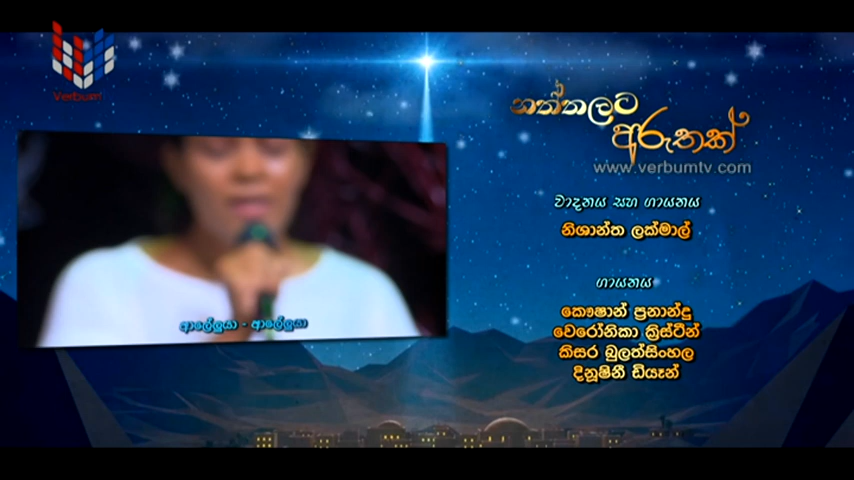 Verbum
නත්තලට
අරුතක්
www.verbumtv.com
වාදනය සහ ගායනය
නිශාන්ත ලක්මාල්
ගායනය
කෞෂාන් ප්‍රනාන්දු
වෙරෝනිකා ක්‍රිස්ටීන්
කිසර බුලත්සිංහල
දිනූෂිනී ඩියෑන්
ආලේලූයා - ආලේලූයා